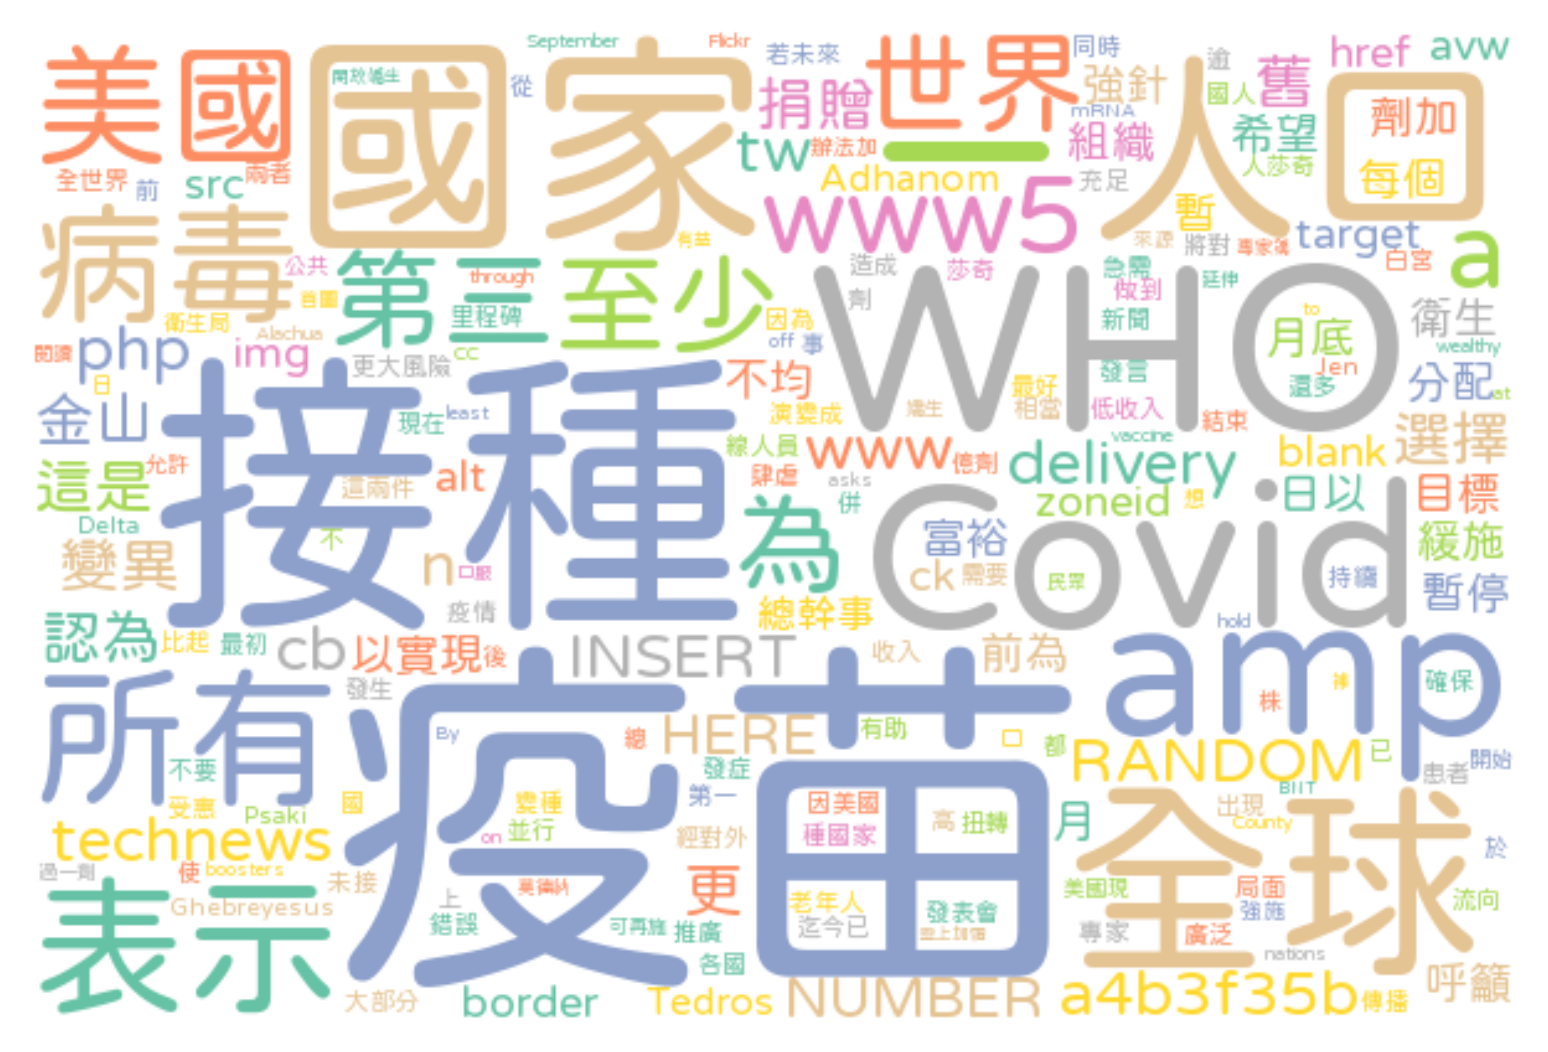 September
Flickr
若未來
同時
逾
href
avw
美國
國家
開放
從
捐贈
世界
強針
人口
國人
舊
劑加
mRNA
希望
每個
tw
辦法加
一
組織
人莎奇
全世界
前
src
兩者
Adhanom
充足
www5
暫
病毒
有益
來源
將對
target
白宮
a
公共
第三
through
至少
造成
莎奇
急需
延伸
做到
首圖
里程碑
劑
WHO
衛生
衛生局
Alachua
因為
新聞
to
月底
wealthy
閱讀
php
img
更大風險
cc
off
事
發言
Jen
日
不均
最好
還多
分配
at
金山
接種
現在
least
演變成
相當
低收入
結束
選擇
線人員
www
億劑
vaccine
delivery
blank
這是
允許
這兩件
alt
肆虐
asks
zoneid
想
日以
目標
Delta
不
為
併
Covid
富裕
變異
n
口服
ck
需要
民眾
持續
緩施
疫情
總幹事
暫停
認為
比起
最初
cb
以實現
後
INSERT
收入
前為
hold
amp
所有
發生
疫苗
株
確保
By
總
HERE
有助
口
都
RANDOM
已
不要
發症
患者
開始
受惠
Psaki
國
變種
第一
因美國
BIIT
出現
technews
on
並行
經對外
種國家
高
扭轉
月
全球
County
於
過一劑
使
boosters
未接
更
老年人
美國現
局面
表示
Ghebreyesus
上
錯誤
可再施
推廣
迄今已
發表會
專家
強施
廣泛
流向
各國
nations
大部分
border
Tedros
NUMBER
a4b3f35b
傳播
呼籲